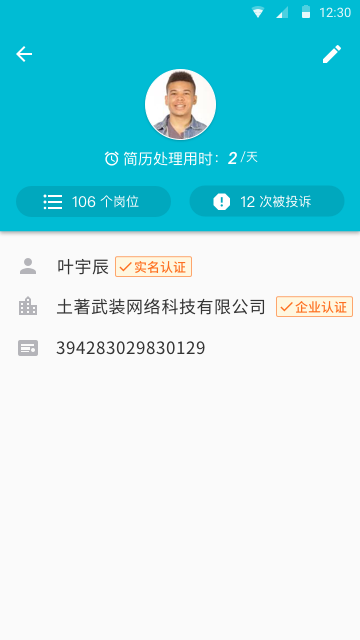 12:30
简历处理用时：2/天
106 个岗位
12 次被投诉
叶宇辰 实名认证
土著武装网络科技有限公司 企业认证
394283029830129